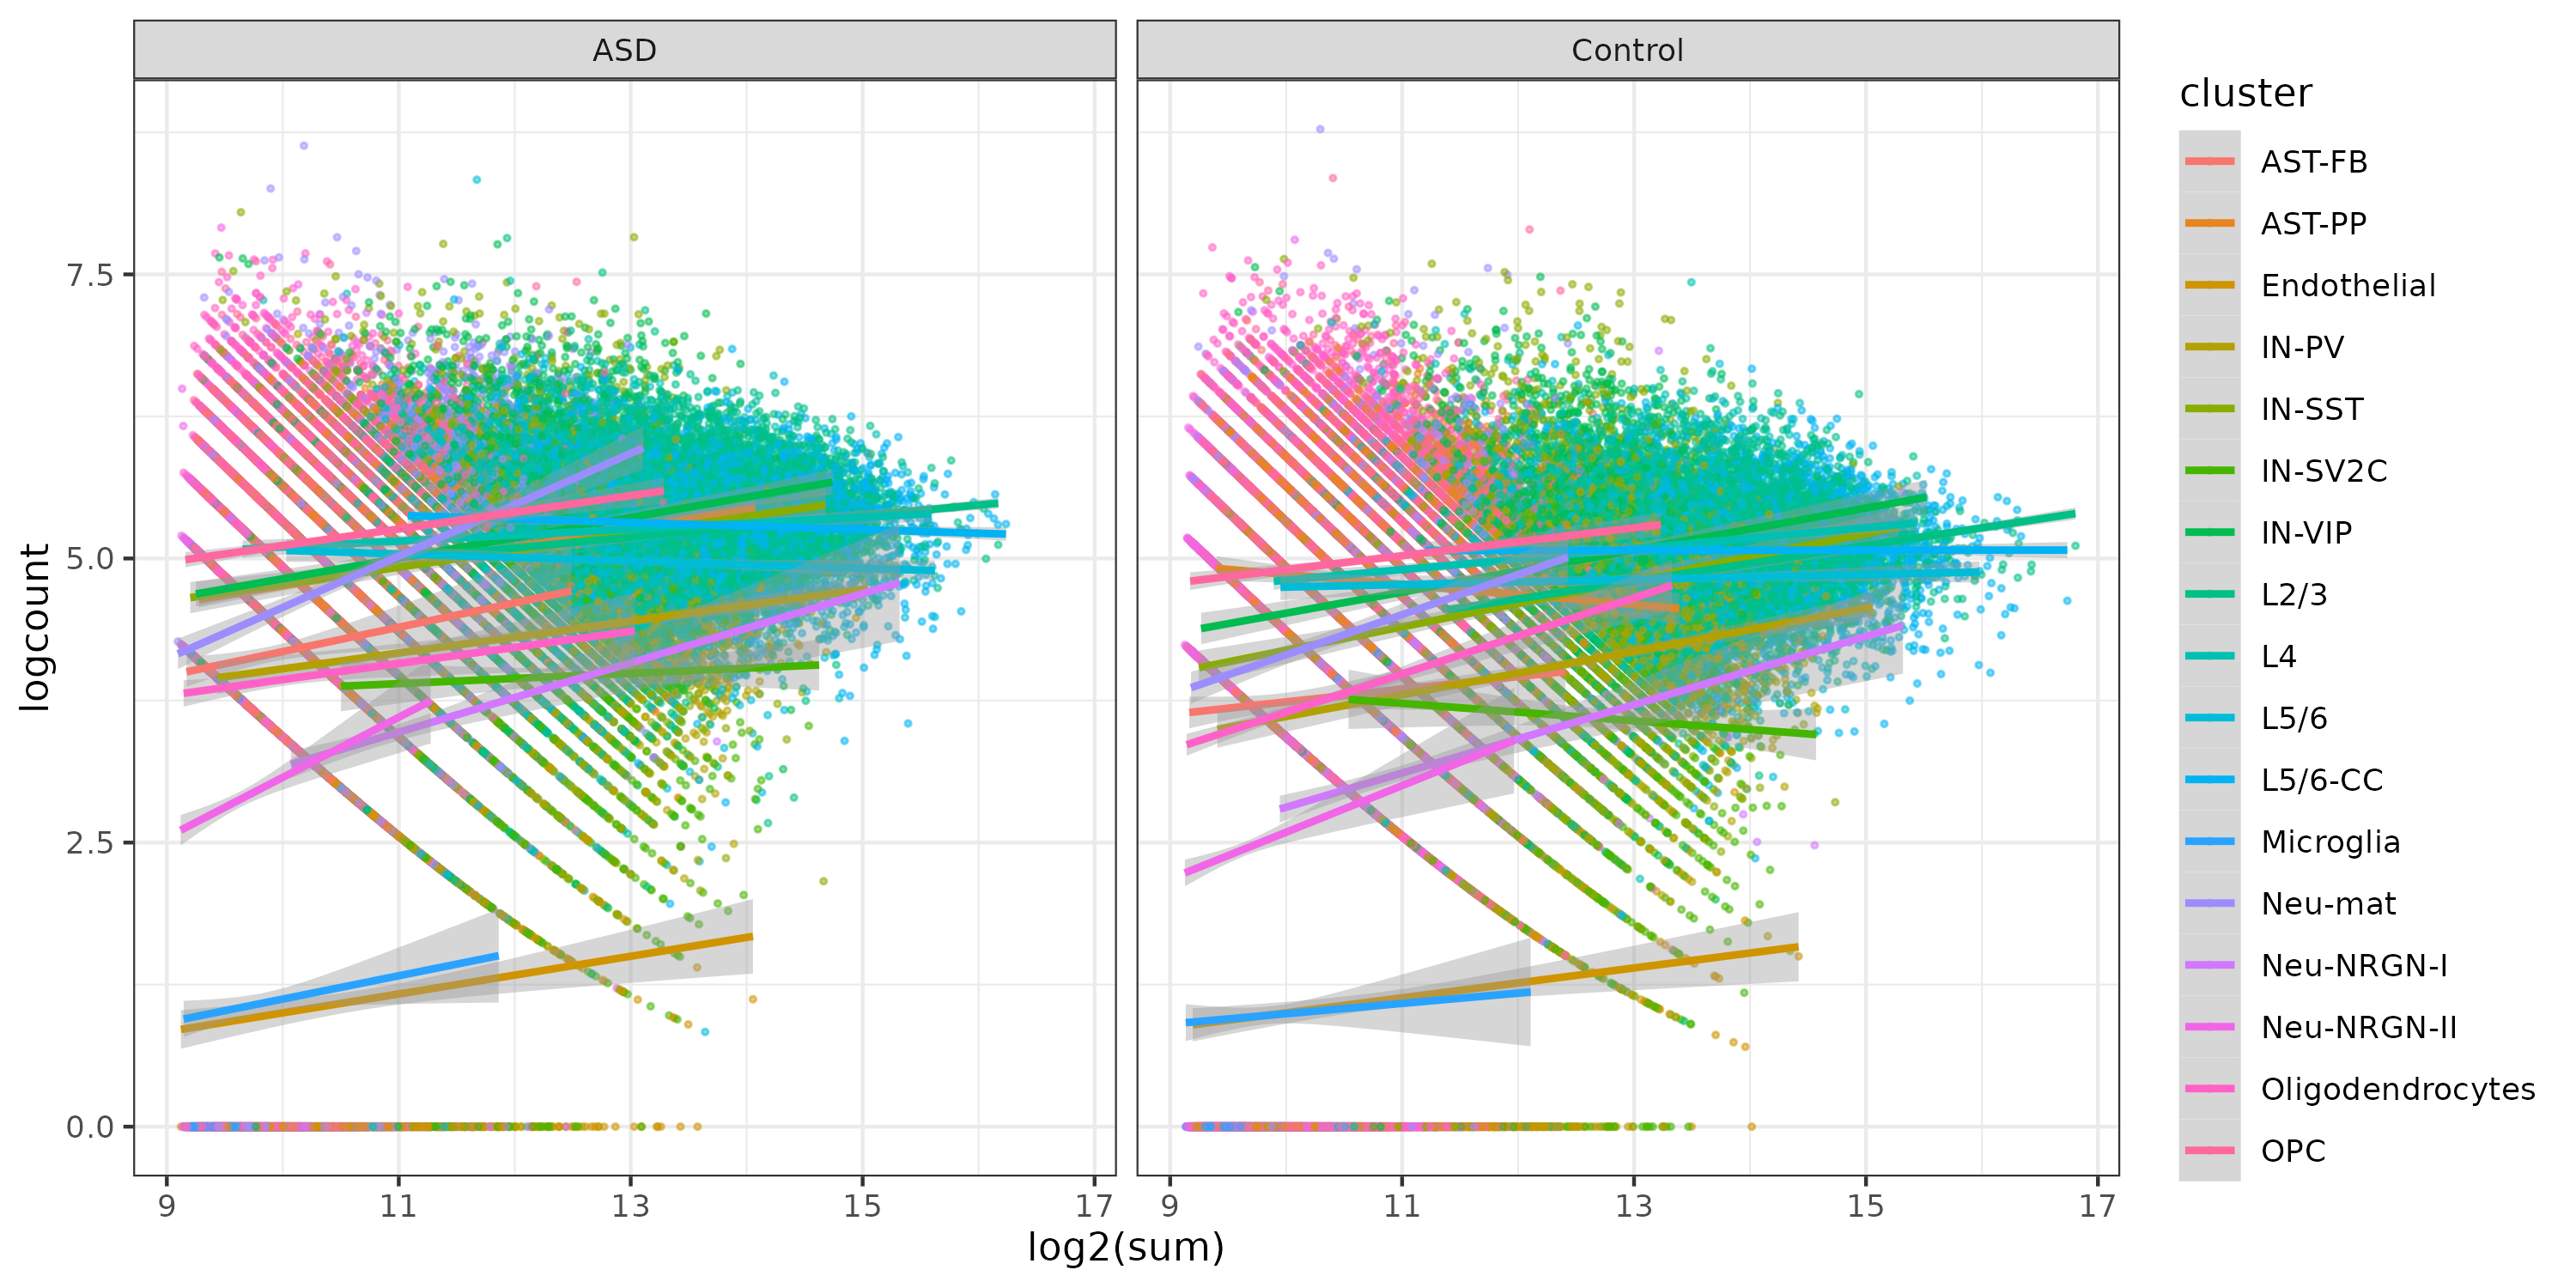 ASD
Control
logcount
7.5
5.0
2.5
0.0
9
11
13
15
17
9
11
13
15
17
log2(sum)
cluster
AST-FB
AST-PP
Endothelial
IN-PV
IN-SST
IN-SV2C
IN-VIP
L2/3
L4
L5/6
L5/6-CC
Microglia
Neu-mat
Neu-NRGN-I
Neu-NRGN-II
Oligodendrocytes
OPC